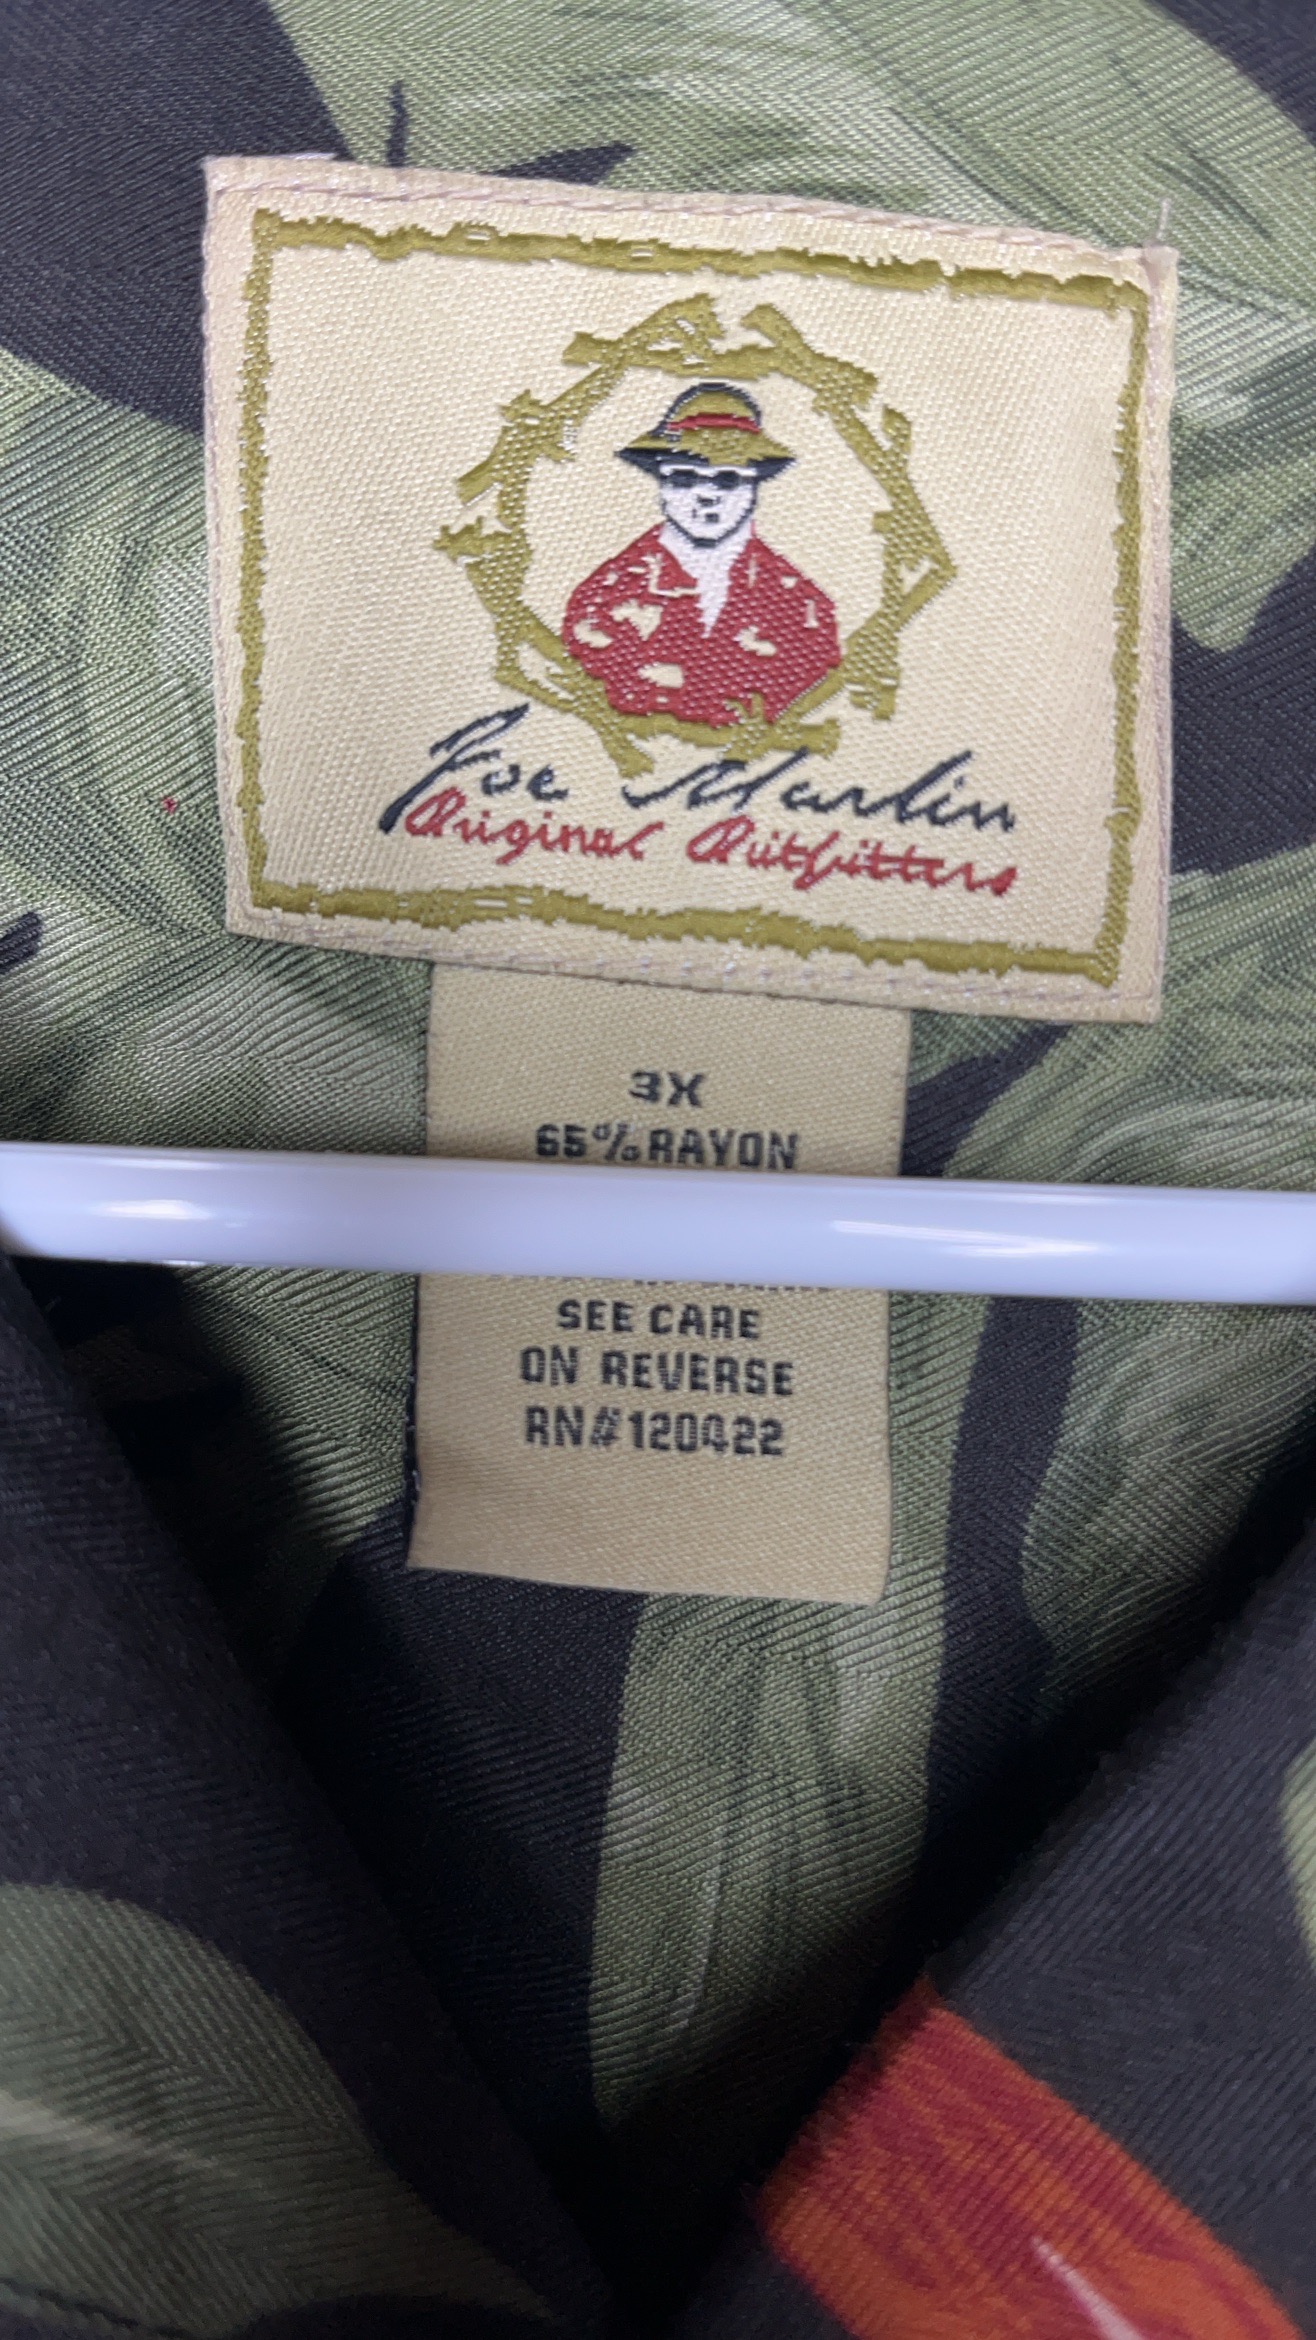 Joe Marlin
Original Outfitters
3X
65% RAYON
SEE CARE
ON REVERSE
RN# 120422